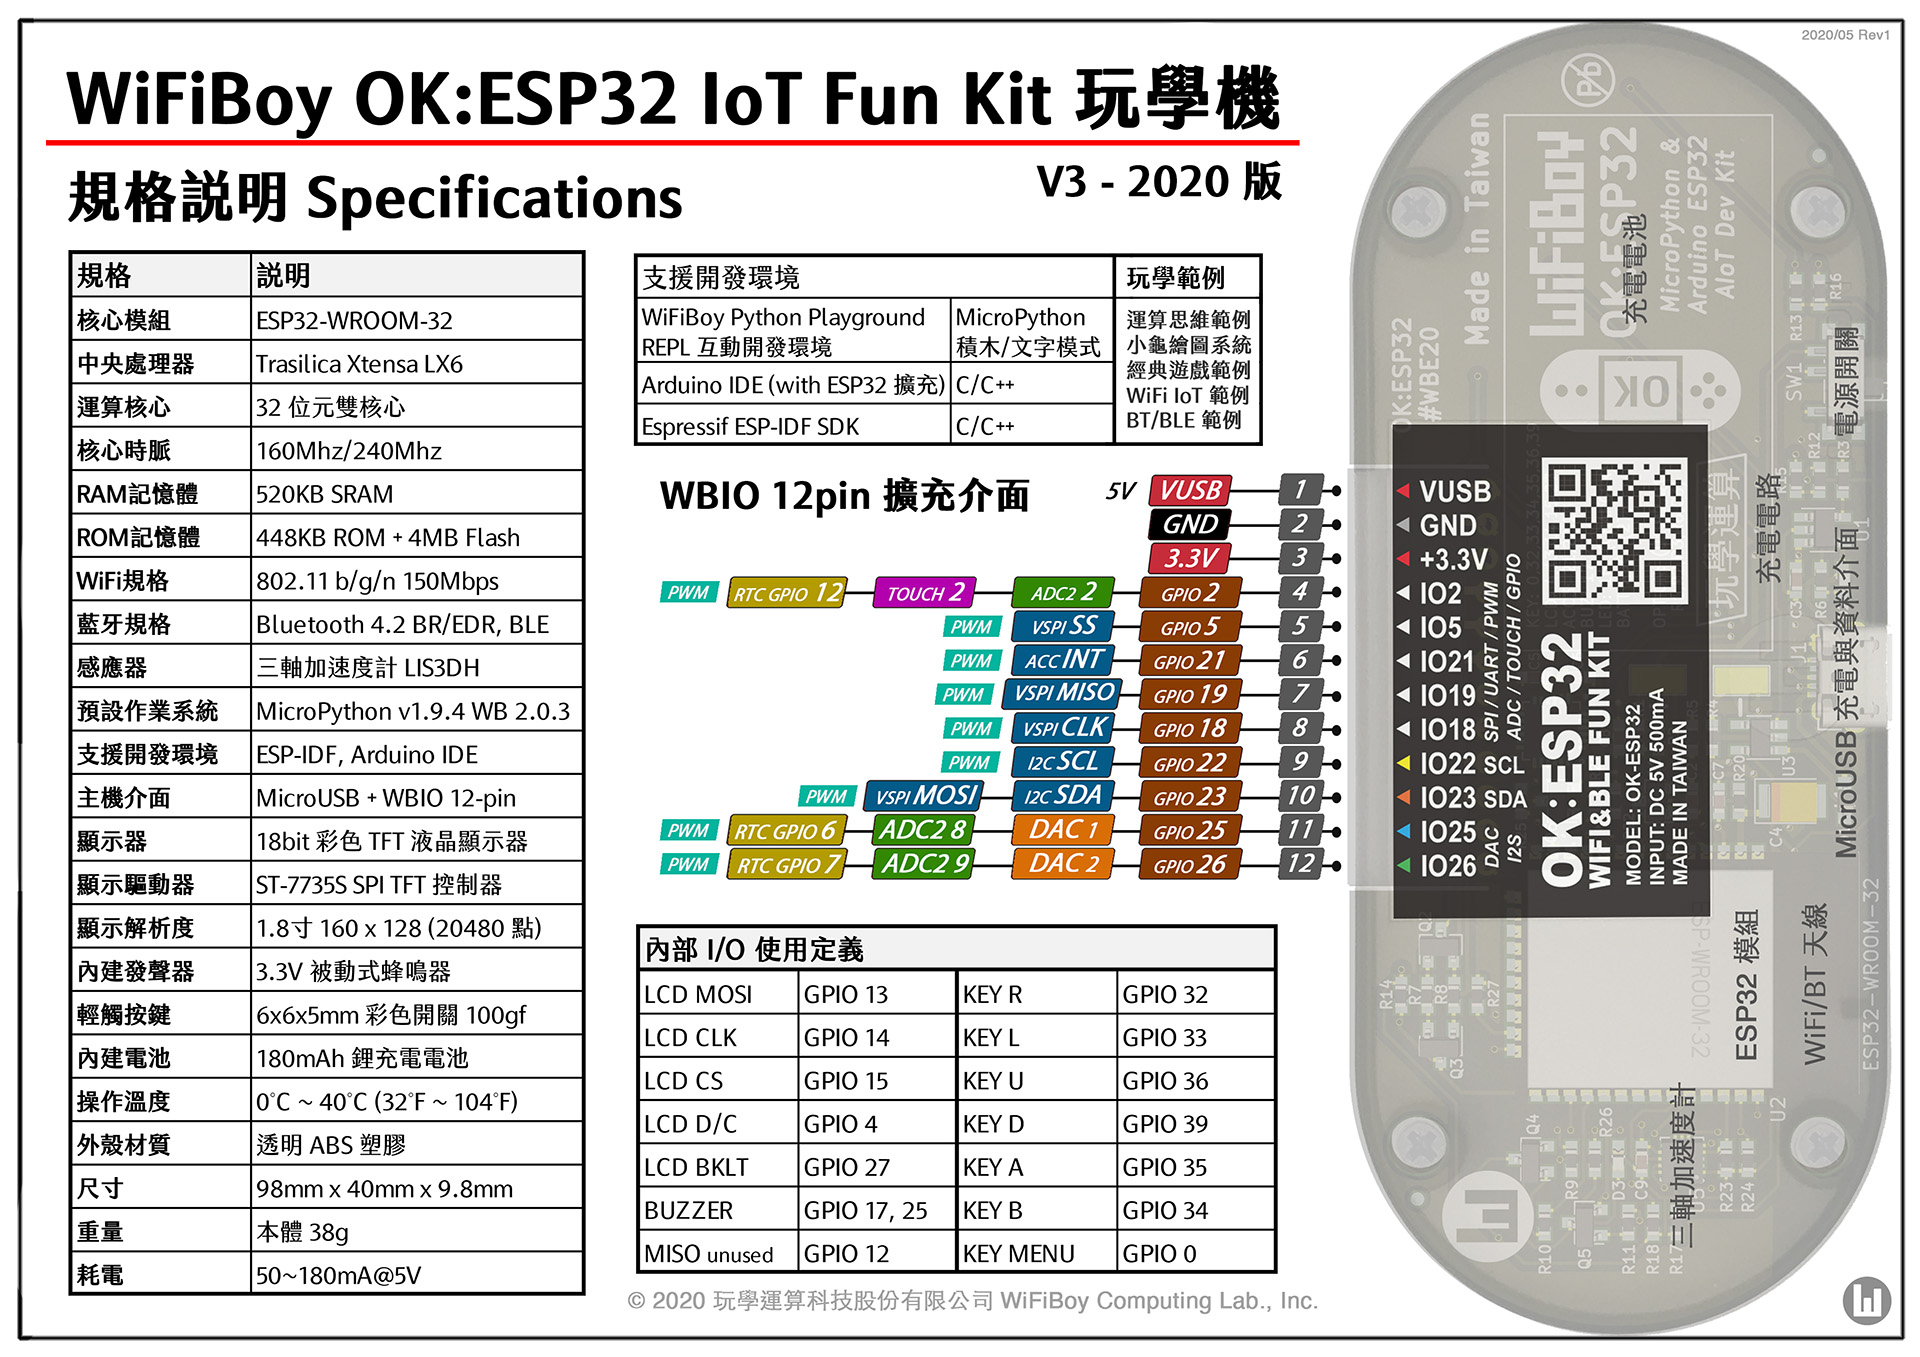 2020/05 Rev1
WiFiBoy OK:ESP32 IoT Fun Kit 玩學機
規格説明 Specifications
V3 - 2020 版
規格 説明
核心模組 ESP32-WROOM-32
中央處理器 Trasilica Xtensa LX6
運算核心 32 位元雙核心
核心時脈 160Mhz/240Mhz
RAM記憶體 520KB SRAM
ROM記憶體 448KB ROM + 4MB Flash
WiFi規格 802.11 b/g/n 150Mbps
藍牙規格 Bluetooth 4.2 BR/EDR, BLE
感應器 三軸加速度計 LIS3DH
預設作業系統 MicroPython v1.9.4 WB 2.0.3
支援開發環境 ESP-IDF, Arduino IDE
主機介面 MicroUSB + WBIO 12-pin
顯示器 18bit 彩色 TFT 液晶顯示器
顯示驅動器 ST-7735S SPI TFT 控制器
顯示解析度 1.8寸 160 x 128 (20480 點)
內建發聲器 3.3V 被動式蜂鳴器
輕觸按鍵 6x6x5mm 彩色開關 100gf
內建電池 180mAh 鋰充電電池
操作溫度 0°C ~ 40°C (32°F ~ 104°F)
外殼材質 透明 ABS 塑膠
尺寸 98mm x 40mm x 9.8mm
重量 本體 38g
耗電 50~180mA@5V
支援開發環境 玩學範例
WiFiBoy Python Playground MicroPython
REPL 互動開發環境 積木/文字模式
Arduino IDE (with ESP32 擴充) C/C++
Espressif ESP-IDF SDK C/C++
運算思維範例
小龜繪圖系統
經典遊戲範例
WiFi IoT 範例
BT/BLE 範例
WBIO 12pin 擴充介面
5V VUSB 1
GND 2
3.3V 3
PWM RTC GPIO 12 TOUCH 2 ADC2 2 GPIO 2 4
PWM VSPI SS GPIO 5 5
PWM ACC INT GPIO 21 6
PWM VSPI MISO GPIO 19 7
PWM VSPI CLK GPIO 18 8
PWM I2C SCL GPIO 22 9
PWM VSPI MOSI I2C SDA GPIO 23 10
PWM RTC GPIO 6 ADC2 8 DAC 1 GPIO 25 11
PWM RTC GPIO 7 ADC2 9 DAC 2 GPIO 26 12
內部 I/O 使用定義
LCD MOSI GPIO 13 KEY R GPIO 32
LCD CLK GPIO 14 KEY L GPIO 33
LCD CS GPIO 15 KEY U GPIO 36
LCD D/C GPIO 4 KEY D GPIO 39
LCD BKLT GPIO 27 KEY A GPIO 35
BUZZER GPIO 17, 25 KEY B GPIO 34
MISO unused GPIO 12 KEY MENU GPIO 0
© 2020 玩學運算科技股份有限公司 WiFiBoy Computing Lab., Inc.
Pb
Made in Taiwan
WiFiBoy
OK:ESP32
MicroPython &
Arduino ESP32
AIoT Dev Kit
OK:ESP32
#WBE20
OK
充電電池
電源開關
充電電路
玩學運算
MicroUSB 充電與資料介面
SW1
R16
R13
R12
R3
C3
R6
J1
VUSB
GND
+3.3V
IO2
IO5
IO21
IO19
IO18
IO22 SCL
IO23 SDA
IO25
IO26
SPI / UART / PWM
ADC / TOUCH / GPIO
DAC
I2S
OK:ESP32
WIFI&BLE FUN KIT
MODEL: OK-ESP32
INPUT: DC 5V 500mA
MADE IN TAIWAN
C7
R20
U3
C4
ESP32 模組
WiFi/BT 天線
ESP32-WROOM-32
ESP-WROOM-32
三軸加速度計
R14
R7
R8
R27
Q2
Q3
Q4
R26
U2
R9
D3
C9
R23
R24
R10
Q5
R11
R18
R17